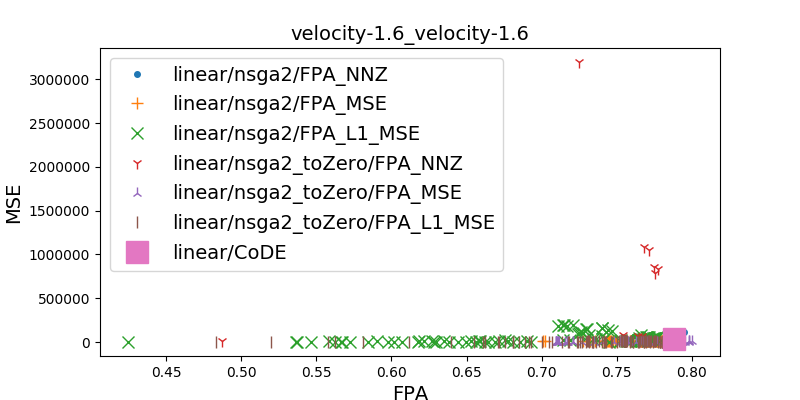 velocity-1.6_velocity-1.6
linear/nsga2/FPA_NNZ
linear/nsga2/FPA_MSE
linear/nsga2/FPA_L1_MSE
linear/nsga2_toZero/FPA_NNZ
linear/nsga2_toZero/FPA_MSE
linear/nsga2_toZero/FPA_L1_MSE
linear/CoDE
MSE
3000000
2500000
2000000
1500000
1000000
500000
0
0.45 0.50 0.55 0.60 0.65 0.70 0.75 0.80
FPA